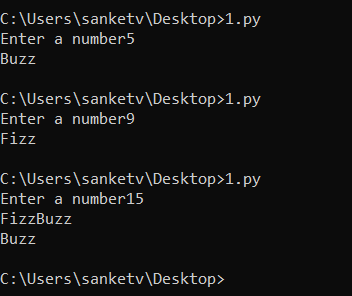 C:\Users\sanketv\Desktop>1.py
Enter a number5
Buzz
C:\Users\sanketv\Desktop>1.py
Enter a number9
Fizz
C:\Users\sanketv\Desktop>1.py
Enter a number15
FizzBuzz
Buzz
C:\Users\sanketv\Desktop>